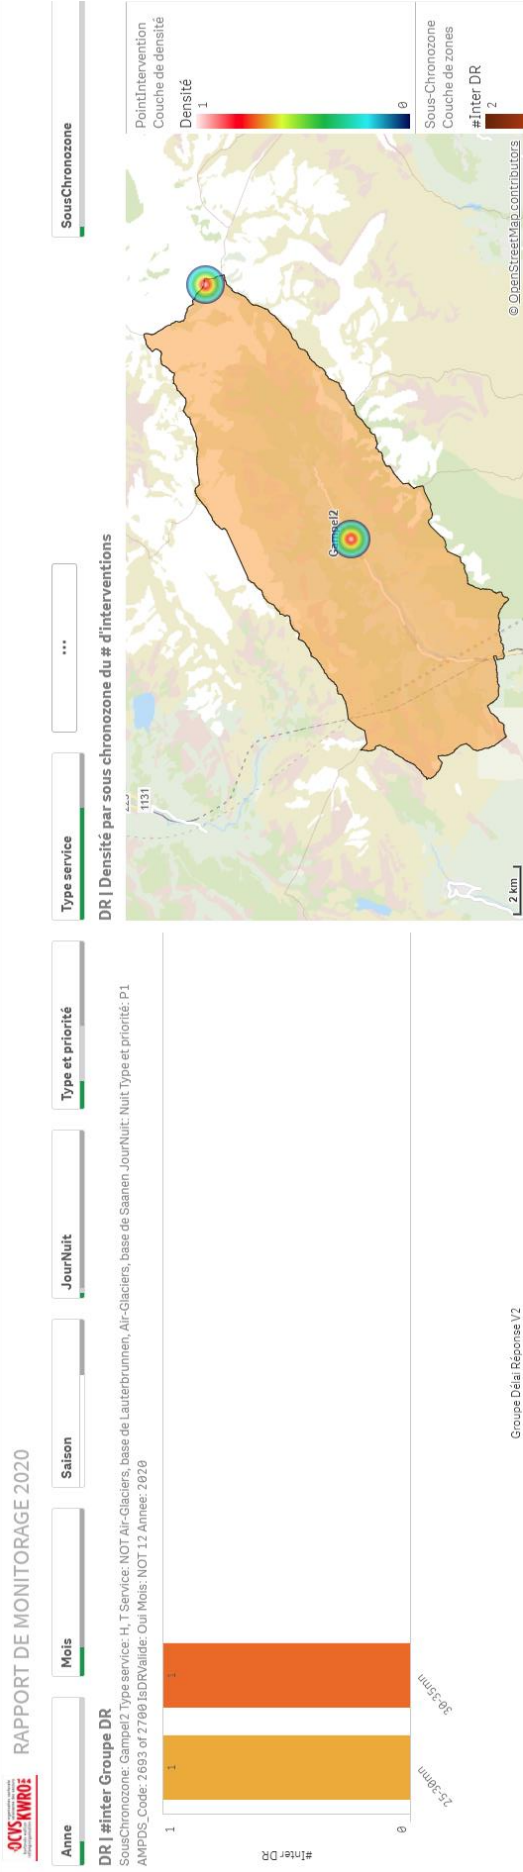 OCVS
KWRO
RAPPORT DE MONITORAGE 2020
Anne
Mois
Saison
JourNuit
Type et priorité
Type service
...
SousChronozone
DR | #inter Groupe DR
SousChronozone: Gampel2 Type service: H, T Service: NOT Air-Glaciers, base de Lauterbrunnen, Air-Glaciers, base de Saanen JourNuit: Nuit Type et priorité: P1
AMPDS_Code: 2693 of 2700 IsDRValide: Oui Mois: NOT 12 Annee: 2020
#Inter DR
1
0
1
1
25-30mn
30-35mn
Groupe Délai Réponse V2
DR | Densité par sous chronozone du # d'interventions
1131
Gampel2
2 km
© OpenStreetMap contributors
PointIntervention
Couche de densité
Densité
1
0
Sous-Chronozone
Couche de zones
#Inter DR
2